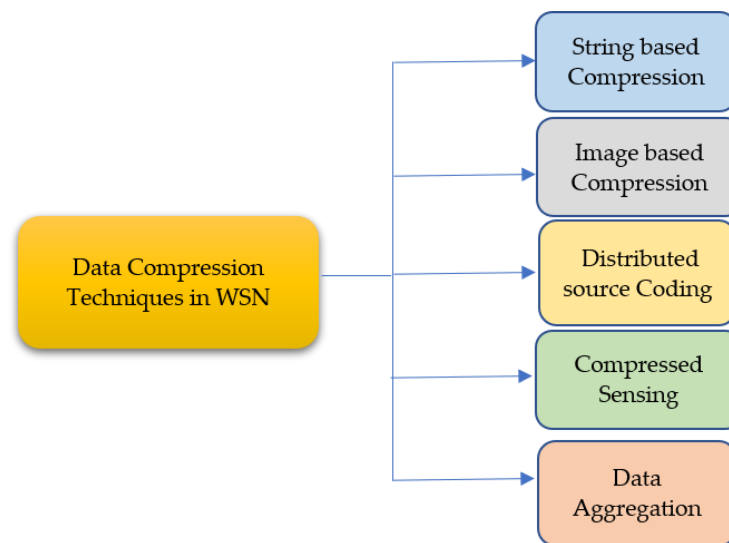 String based
Compression
Image based
Compression
Data Compression
Techniques in WSN
Distributed
source Coding
Compressed
Sensing
Data
Aggregation